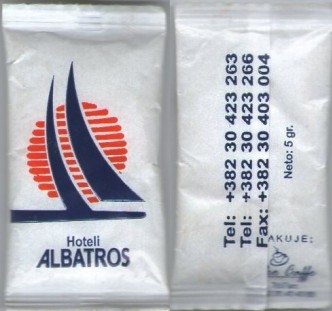 Hoteli
ALBATROS
Tel: +382 30 423 263
Tel: +382 30 423 266
Fax: +382 30 403 004
Neto: 5 gr.
AKUJE:
Caffe